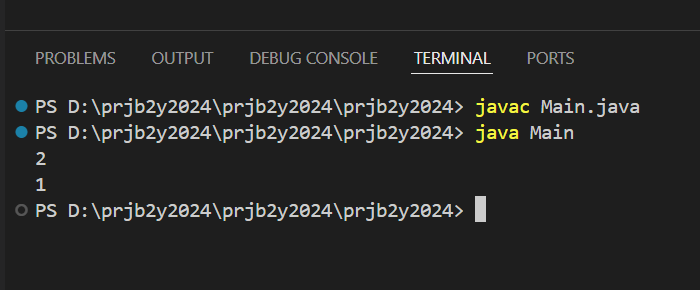 PROBLEMS OUTPUT DEBUG CONSOLE TERMINAL PORTS
PS D:\prjb2y2024\prjb2y2024\prjb2y2024> javac Main.java
PS D:\prjb2y2024\prjb2y2024\prjb2y2024> java Main
2
1
PS D:\prjb2y2024\prjb2y2024\prjb2y2024>